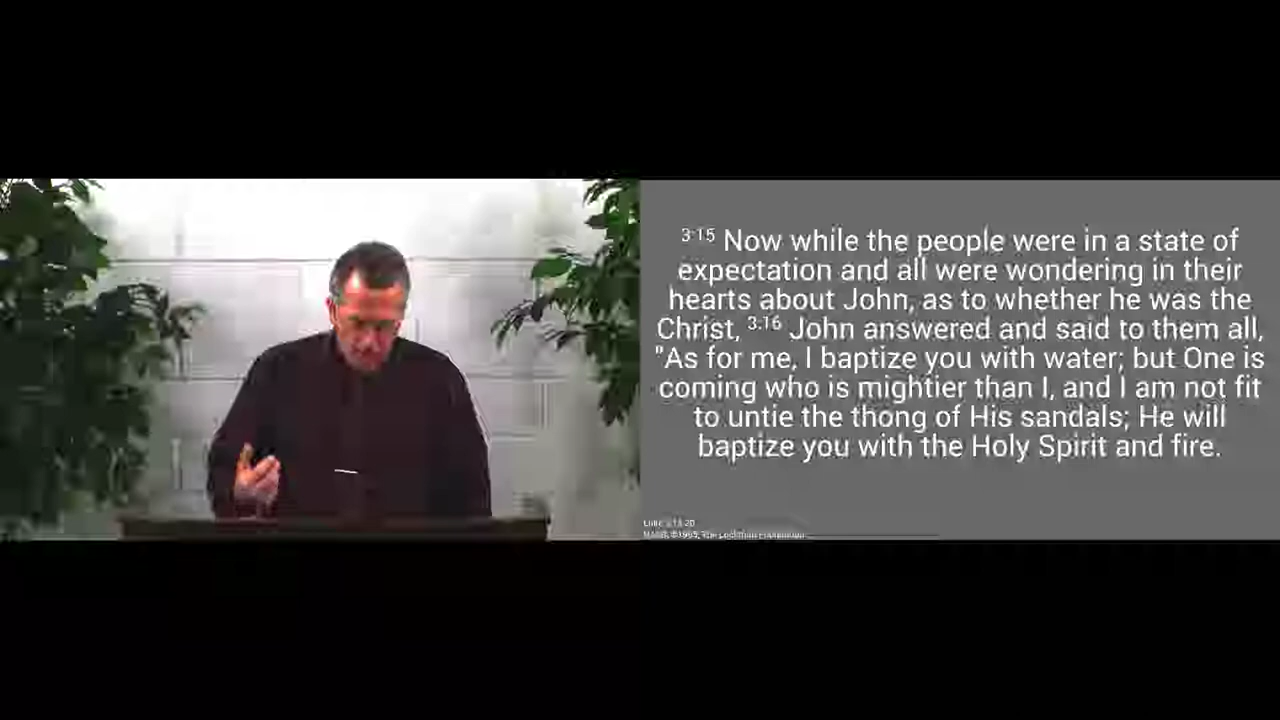 3:15 Now while the people were in a state of
expectation and all were wondering in their
hearts about John, as to whether he was the
Christ, 3:16 John answered and said to them all,
"As for me, I baptize you with water; but One is
coming who is mightier than I, and I am not fit
to untie the thong of His sandals; He will
baptize you with the Holy Spirit and fire.